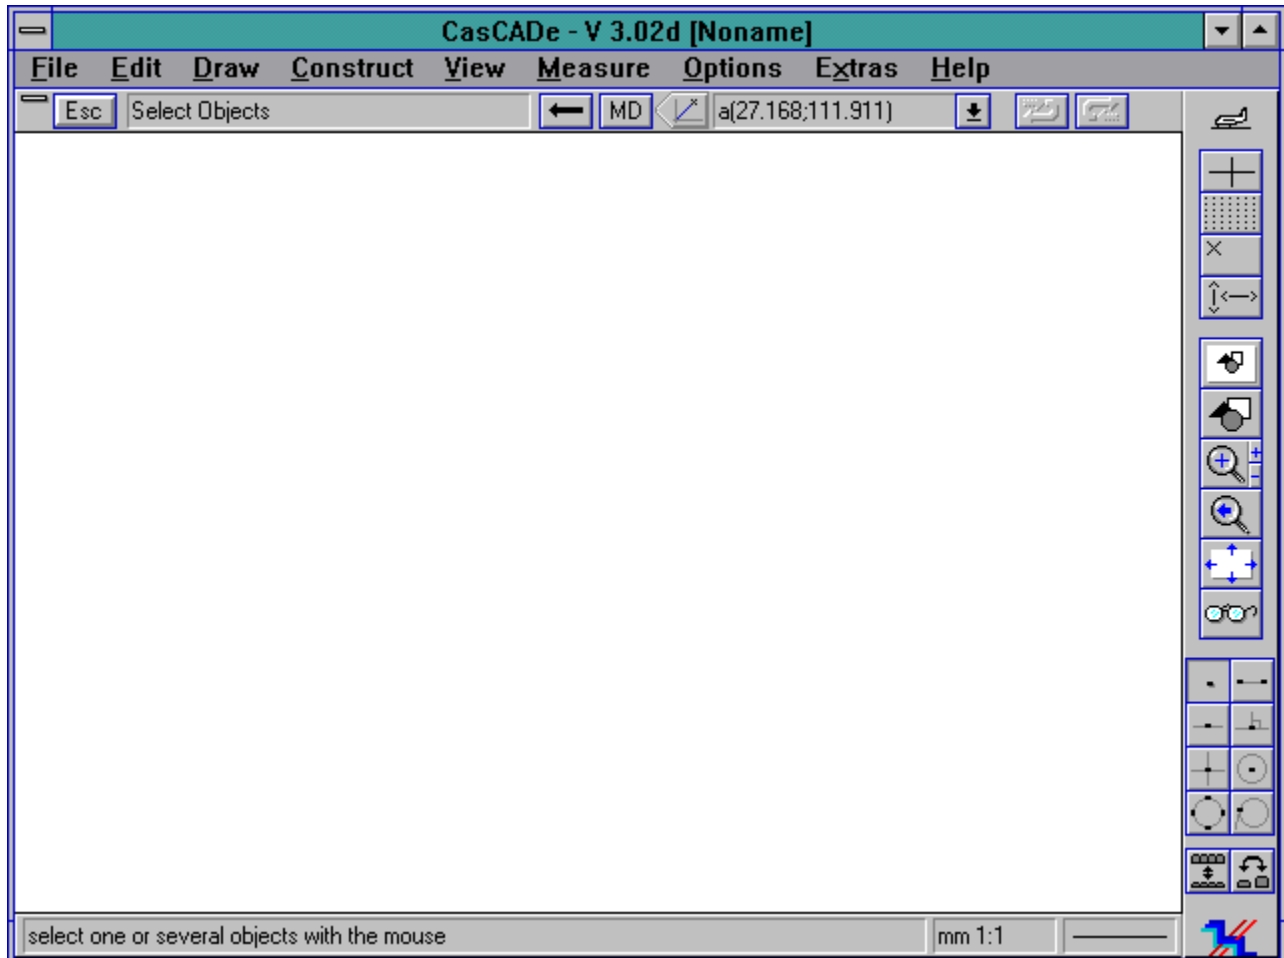 CasCADe - V 3.02d [Noname]
File Edit Draw Construct View Measure Options Extras Help
Esc Select Objects MD a(27.168;111.911)
select one or several objects with the mouse mm 1:1